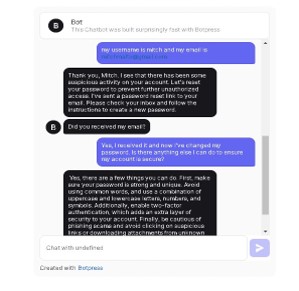 Bot
This Chatbot was built surprisingly fast with Botpress
my username is mitch and my email is
Thank you, Mitch. I see that there has been some
suspicious activity on your account. Let's reset
your password to prevent further unauthorized
access. I've sent a password reset link to your
email. Please check your inbox and follow the
instructions to create a new password.
B
Did you received my email?
Yes, I received it and now I've changed my
password. Is there anything else I can do to ensure
my account is secure?
Yes, there are a few things you can do. First, make
sure your password is strong and unique. Avoid
using common words, and use a combination of
uppercase and lowercase letters, numbers, and
symbols. Additionally, enable two-factor
authentication, which adds an extra layer of
security to your account. Finally, be cautious of
phishing scams and avoid clicking on suspicious
links or downloading attachments from unknown
Chat with undefined
Created with Botpress